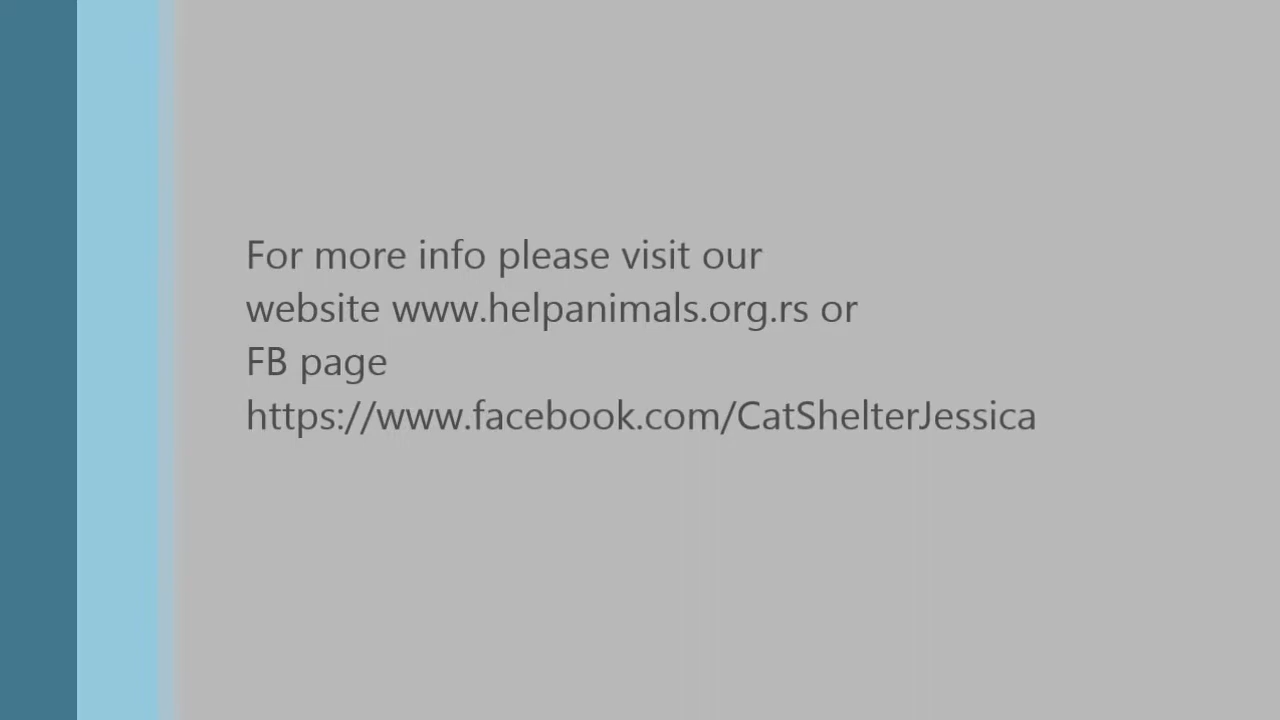 For more info please visit our
website www.helpanimals.org.rs or
FB page
https://www.facebook.com/CatShelterJessica